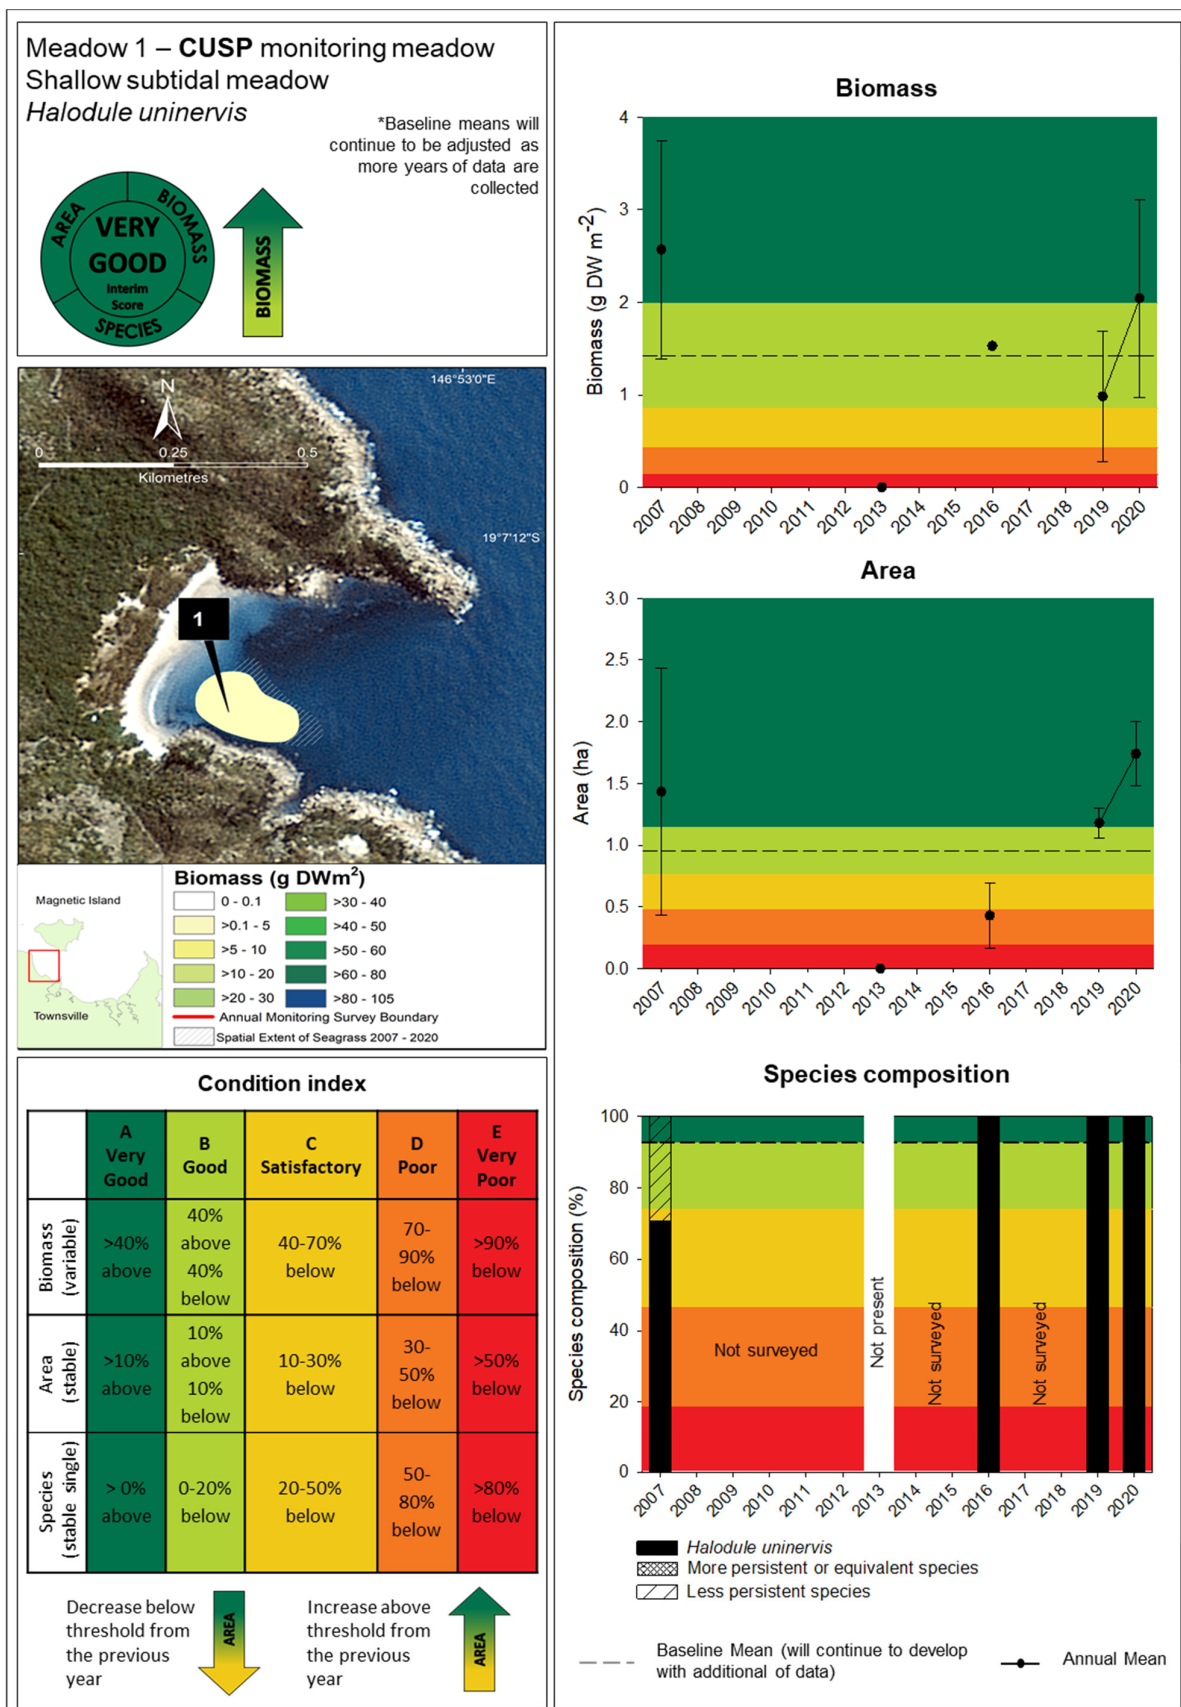 Meadow 1 – CUSP monitoring meadow
Shallow subtidal meadow
Halodule uninervis
*Baseline means will
continue to be adjusted as
more years of data are
collected
AREA
BIOMASS
SPECIES
VERY
GOOD
Interim
Score
BIOMASS
146°53'0"E
N
0 0.25 0.5
Kilometres
19°7'12"S
1
Magnetic Island
Townsville
Biomass (g DWm²)
0 - 0.1
>0.1 - 5
>5 - 10
>10 - 20
>20 - 30
>30 - 40
>40 - 50
>50 - 60
>60 - 80
>80 - 105
Annual Monitoring Survey Boundary
Spatial Extent of Seagrass 2007 - 2020
Condition index
A
Very
Good
B
Good
C
Satisfactory
D
Poor
E
Very
Poor
Biomass
(variable)
>40%
above
40%
above
40%
below
40-70%
below
70-
90%
below
>90%
below
Area
(stable)
>10%
above
10%
above
10%
below
10-30%
below
30-
50%
below
>50%
below
Species
(stable single)
> 0%
above
0-20%
below
20-50%
below
50-
80%
below
>80%
below
Decrease below
threshold from
the previous
year
AREA
Increase above
threshold from
the previous
year
AREA
Biomass
Biomass (g DW m-2)
4
3
2
1
0
2007 2008 2009 2010 2011 2012 2013 2014 2015 2016 2017 2018 2019 2020
Area
Area (ha)
3.0
2.5
2.0
1.5
1.0
0.5
0.0
2007 2008 2009 2010 2011 2012 2013 2014 2015 2016 2017 2018 2019 2020
Species composition
Species composition (%)
100
80
60
40
20
0
Not surveyed
Not present
Not surveyed
Not surveyed
2007 2008 2009 2010 2011 2012 2013 2014 2015 2016 2017 2018 2019 2020
Halodule uninervis
More persistent or equivalent species
Less persistent species
Baseline Mean (will continue to develop
with additional of data)
Annual Mean